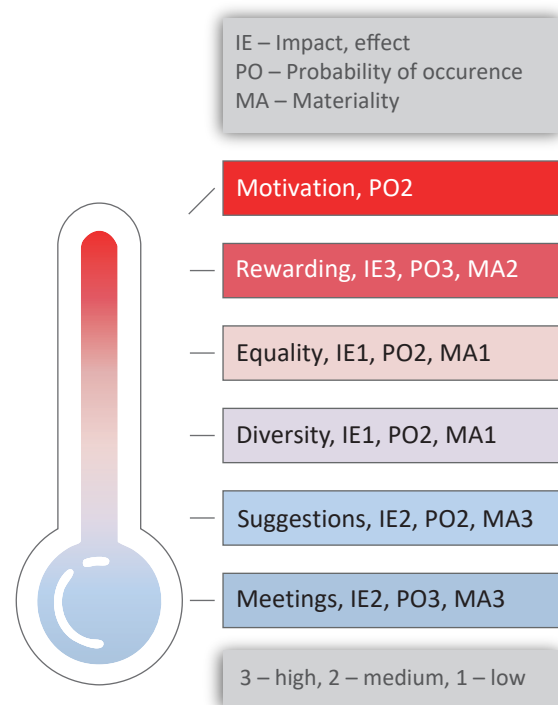 IE – Impact, effect
PO – Probability of occurence
MA – Materiality
Motivation, PO2
Rewarding, IE3, PO3, MA2
Equality, IE1, PO2, MA1
Diversity, IE1, PO2, MA1
Suggestions, IE2, PO2, MA3
Meetings, IE2, PO3, MA3
3 – high, 2 – medium, 1 – low